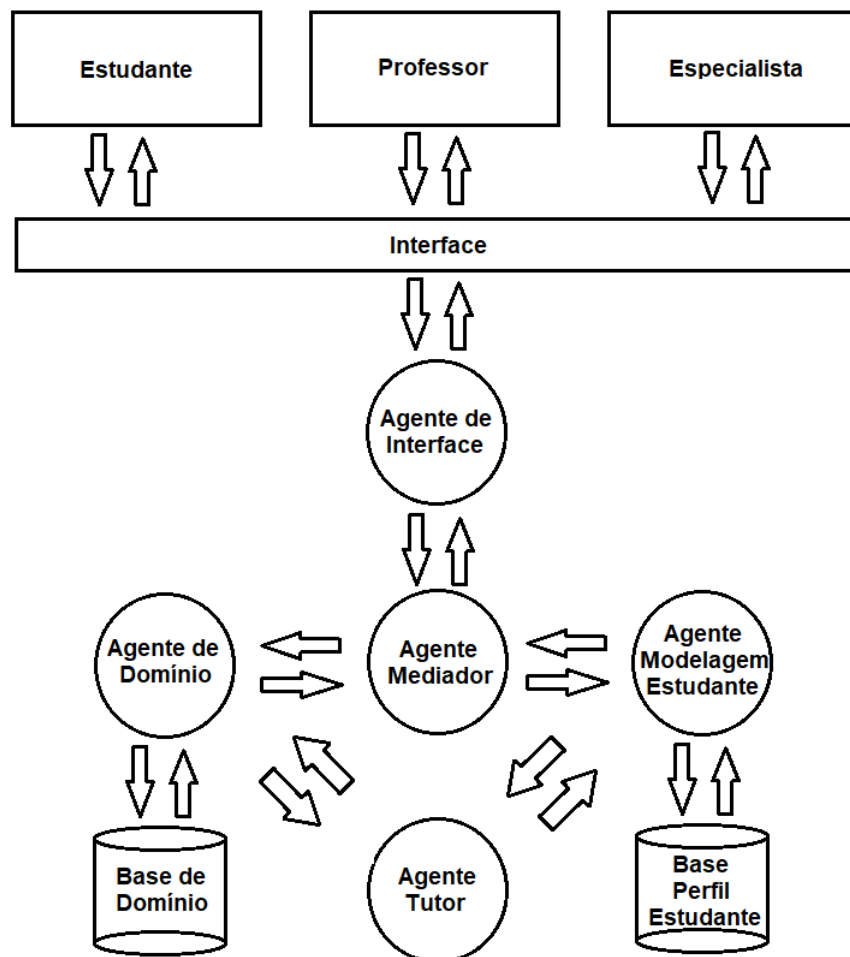 Estudante
Professor
Especialista
Interface
Agente de
Interface
Agente de
Domínio
Agente
Mediador
Agente
Modelagem
Estudante
Base de
Domínio
Agente
Tutor
Base
Perfil
Estudante